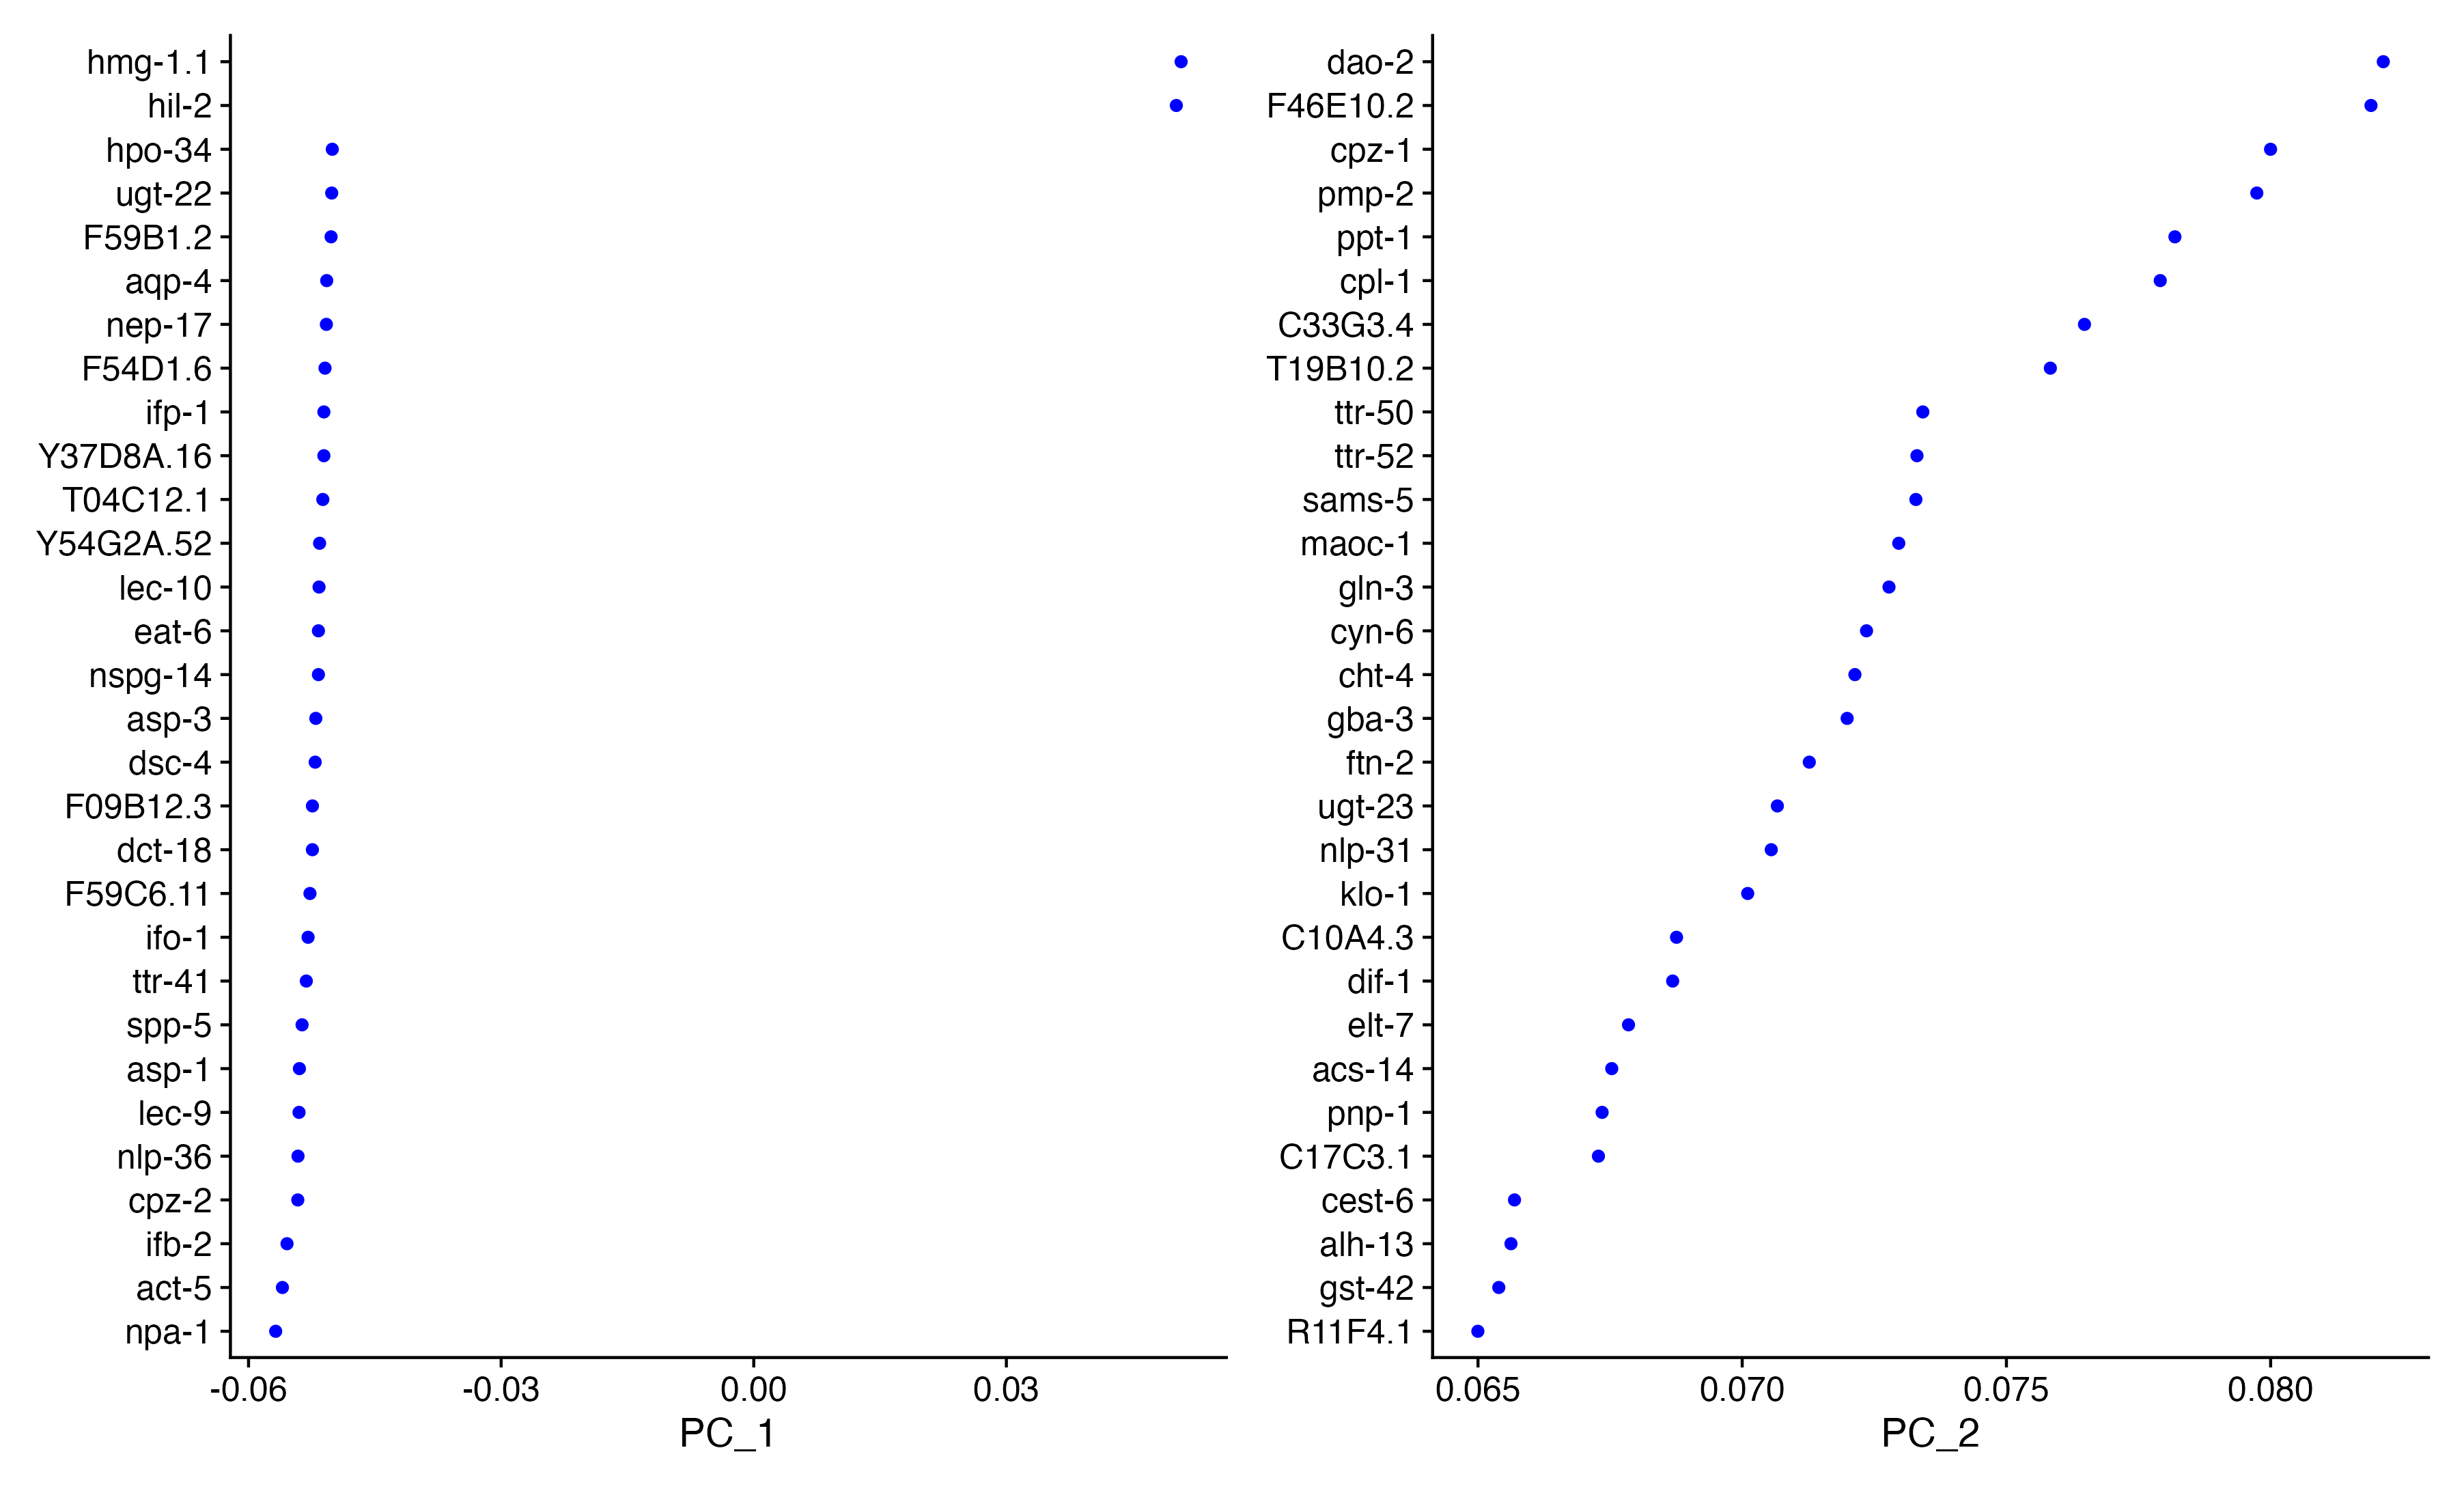 hmg-1.1
hil-2
hpo-34
ugt-22
F59B1.2
aqp-4
nep-17
F54D1.6
ifp-1
Y37D8A.16
T04C12.1
Y54G2A.52
lec-10
eat-6
nspg-14
asp-3
dsc-4
F09B12.3
dct-18
F59C6.11
ifo-1
ttr-41
spp-5
asp-1
lec-9
nlp-36
cpz-2
ifb-2
act-5
npa-1
-0.06 -0.03 0.00 0.03
PC_1
dao-2
F46E10.2
cpz-1
pmp-2
ppt-1
cpl-1
C33G3.4
T19B10.2
ttr-50
ttr-52
sams-5
maoc-1
gln-3
cyn-6
cht-4
gba-3
ftn-2
ugt-23
nlp-31
klo-1
C10A4.3
dif-1
elt-7
acs-14
pnp-1
C17C3.1
cest-6
alh-13
gst-42
R11F4.1
0.065 0.070 0.075 0.080
PC_2